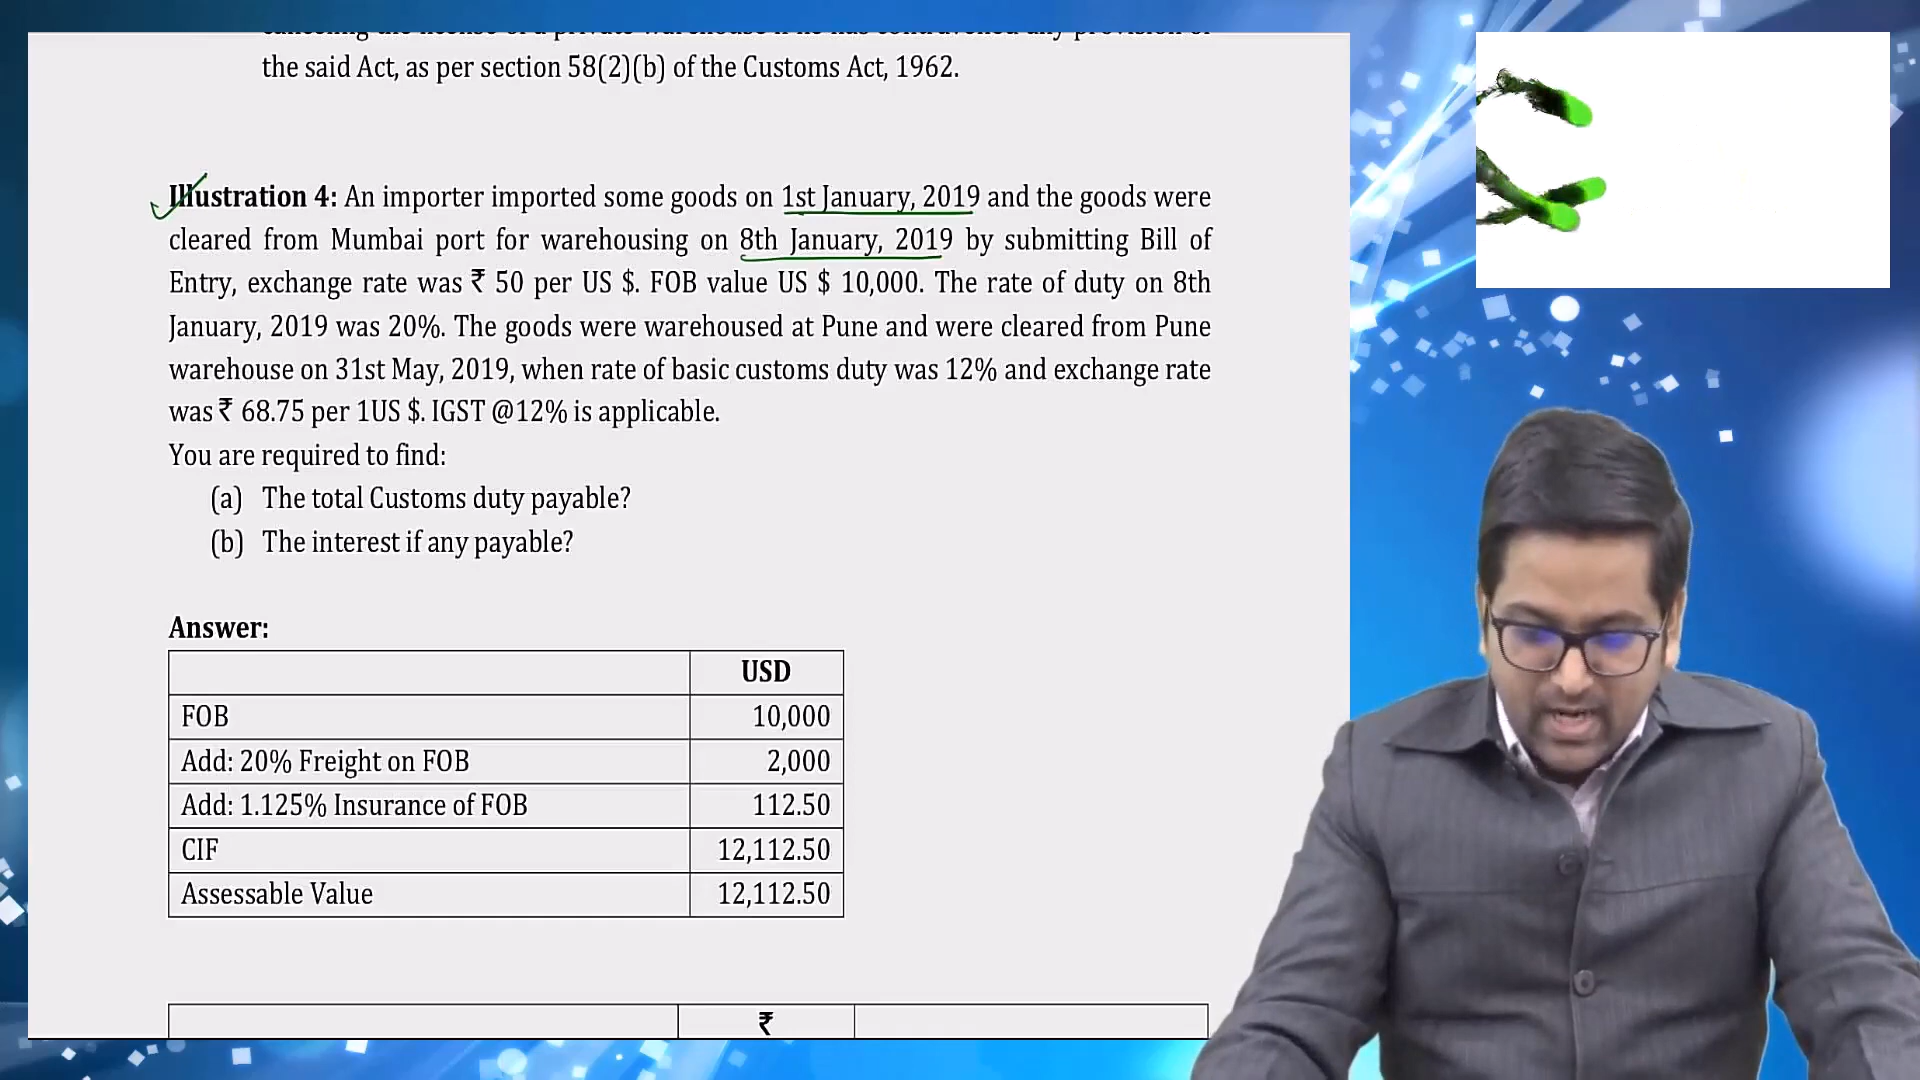 the said Act, as per section 58(2)(b) of the Customs Act, 1962.
Illustration 4: An importer imported some goods on 1st January, 2019 and the goods were
cleared from Mumbai port for warehousing on 8th January, 2019 by submitting Bill of
Entry, exchange rate was ₹ 50 per US $. FOB value US $ 10,000. The rate of duty on 8th
January, 2019 was 20%. The goods were warehoused at Pune and were cleared from Pune
warehouse on 31st May, 2019, when rate of basic customs duty was 12% and exchange rate
was ₹ 68.75 per 1US $. IGST @12% is applicable.
You are required to find:
(a) The total Customs duty payable?
(b) The interest if any payable?
Answer:
USD
FOB 10,000
Add: 20% Freight on FOB 2,000
Add: 1.125% Insurance of FOB 112.50
CIF 12,112.50
Assessable Value 12,112.50
₹